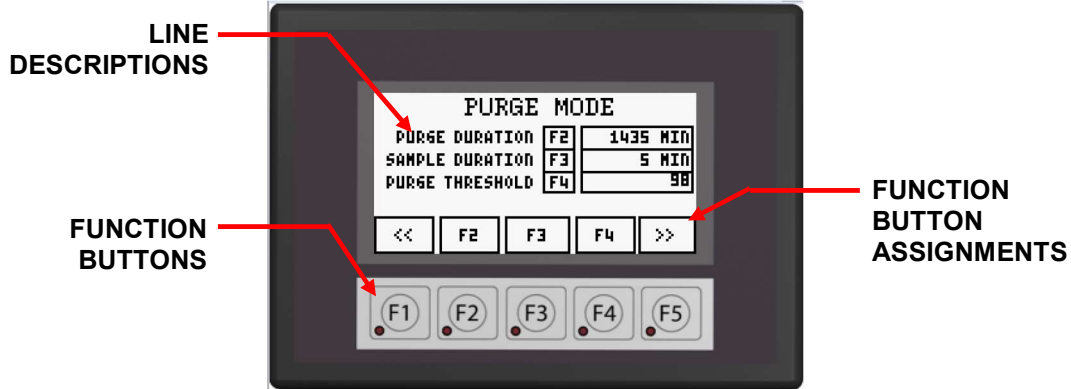 LINE
DESCRIPTIONS
PURGE MODE
PURGE DURATION F2 1435 MIN
SAMPLE DURATION F3 5 MIN
PURGE THRESHOLD F4 98
<< F2 F3 F4 >>
FUNCTION
BUTTON
ASSIGNMENTS
FUNCTION
BUTTONS
F1 F2 F3 F4 F5